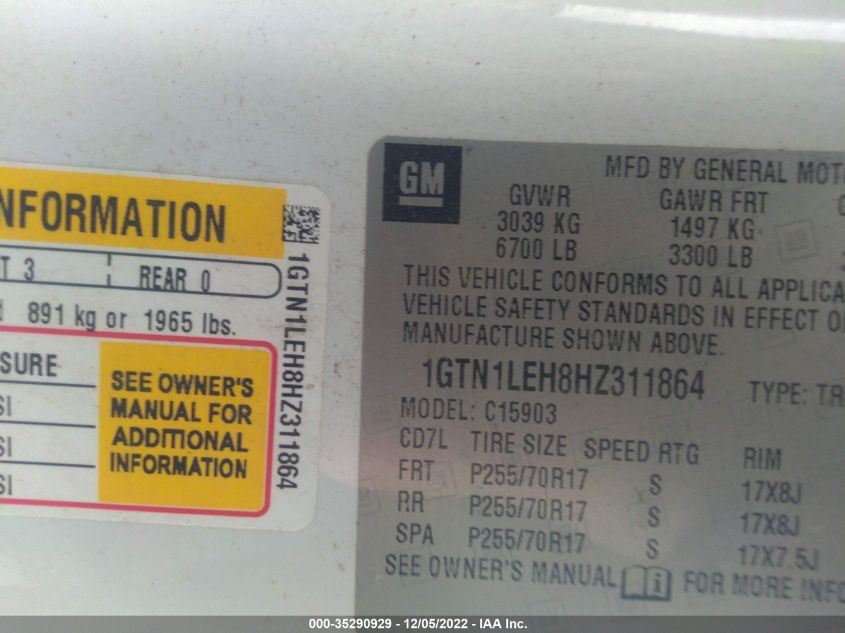 NFORMATION
T 3 REAR 0
891 kg or 1965 lbs.
SURE
SI
SI
SI
SEE OWNER'S
MANUAL FOR
ADDITIONAL
INFORMATION
1GTN1LEH8HZ311864
GM
MFD BY GENERAL MOTO
GVWR GAWR FRT
3039 KG 1497 KG
6700 LB 3300 LB
THIS VEHICLE CONFORMS TO ALL APPLICA
VEHICLE SAFETY STANDARDS IN EFFECT O
MANUFACTURE SHOWN ABOVE.
1GTN1LEH8HZ311864 TYPE: TR
MODEL: C15903
CD7L TIRE SIZE SPEED RTG RIM
FRT P255/70R17 S 17X8J
RR P255/70R17 S 17X8J
SPA P255/70R17 S 17X7.5J
SEE OWNER'S MANUAL FOR MORE INFO
000-35290929 - 12/05/2022 - IAA Inc.